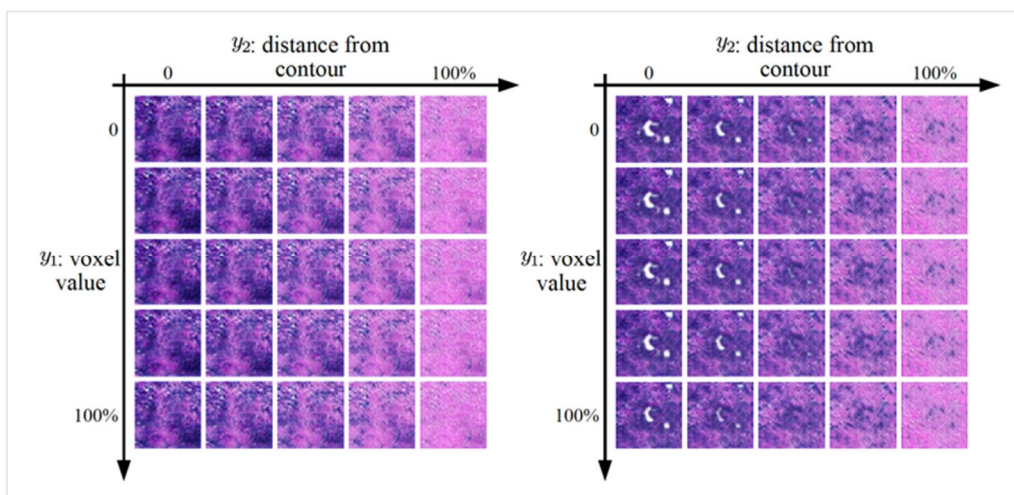 y₂: distance from
contour
0
100%
0
y₁: voxel
value
100%
y₂: distance from
contour
0
100%
0
y₁: voxel
value
100%